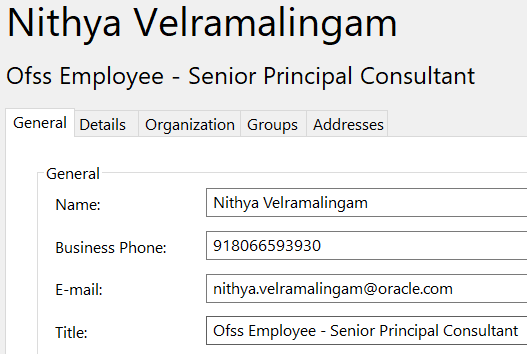 Nithya Velramalingam
Ofss Employee - Senior Principal Consultant
General Details Organization Groups Addresses
General
Name: Nithya Velramalingam
Business Phone: 918066593930
E-mail: nithya.velramalingam@oracle.com
Title: Ofss Employee - Senior Principal Consultant